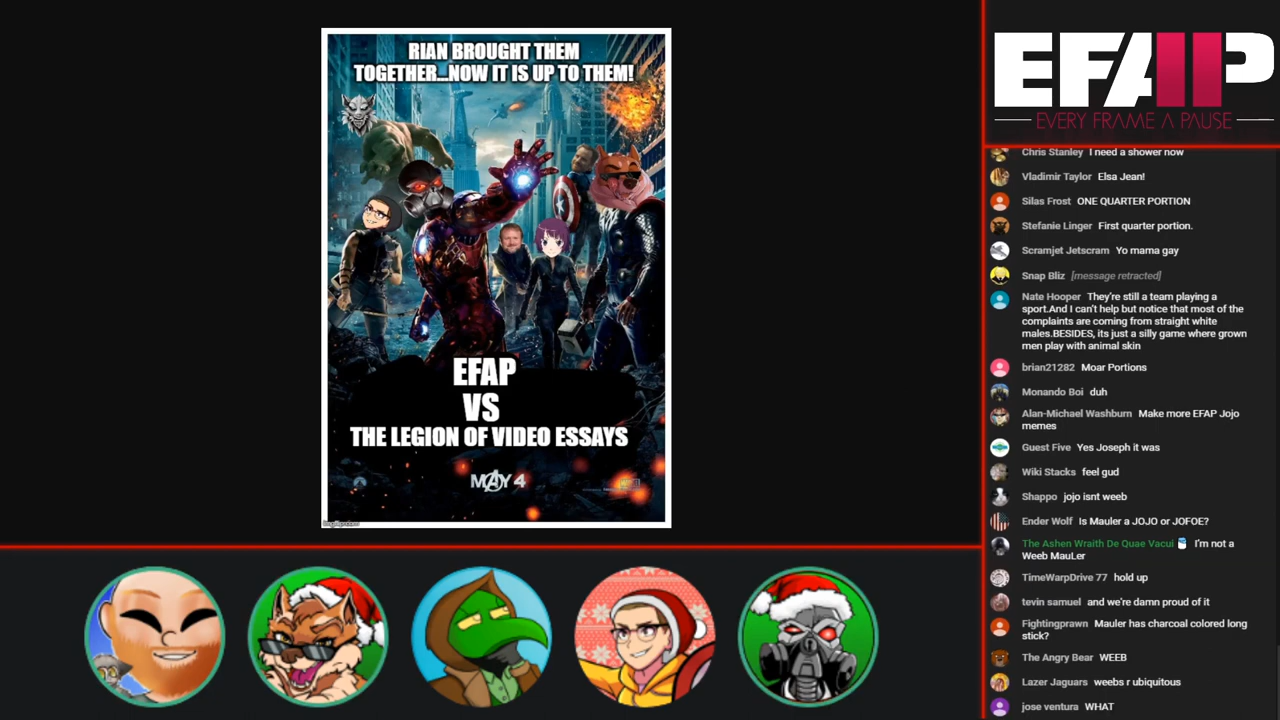 RIAN BROUGHT THEM
TOGETHER...NOW IT IS UP TO THEM!
EFAP
VS
THE LEGION OF VIDEO ESSAYS
MAY 4
EFAP
EVERY FRAME A PAUSE
Chris Stanley I need a shower now
Vladimir Taylor Elsa Jean!
Silas Frost ONE QUARTER PORTION
Stefanie Linger First quarter portion.
Scramjet Jetscram Yo mama gay
Snap Bliz [message retracted]
Nate Hooper They're still a team playing a
sport.And I can't help but notice that most of the
complaints are coming from straight white
males.BESIDES, its just a silly game where grown
men play with animal skin
brian21282 Moar Portions
Monando Boi duh
Alan-Michael Washburn Make more EFAP Jojo
memes
Guest Five Yes Joseph it was
Wiki Stacks feel gud
Shappo jojo isnt weeb
Ender Wolf Is Mauler a JOJO or JOFOE?
The Ashen Wraith De Quae Vacui I'm not a
Weeb MauLer
TimeWarpDrive 77 hold up
tevin samuel and we're damn proud of it
Fightingprawn Mauler has charcoal colored long
stick?
The Angry Bear WEEB
Lazer Jaguars weebs r ubiquitous
jose ventura WHAT